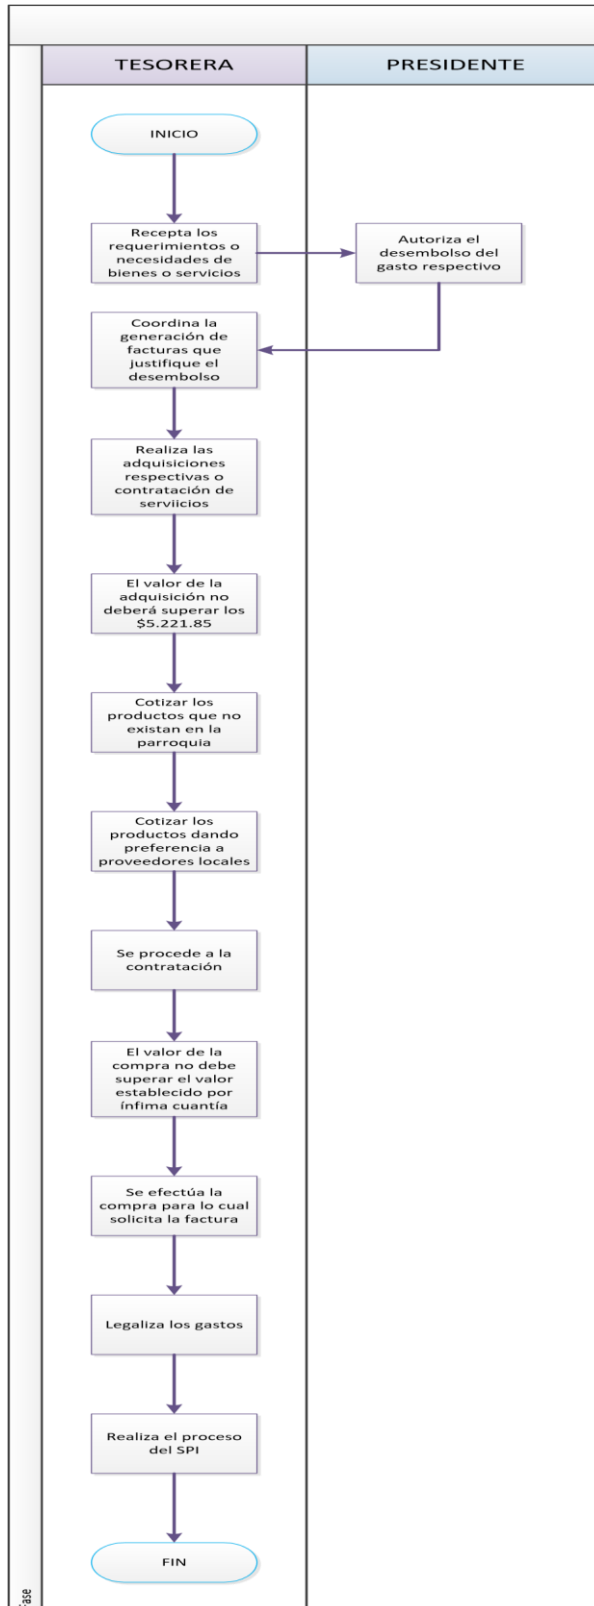 TESORERA
PRESIDENTE
INICIO
Recepta los
requerimientos o
necesidades de
bienes o servicios
Autoriza el
desembolso del
gasto respectivo
Coordina la
generación de
facturas que
justifique el
desembolso
Realiza las
adquisiciones
respectivas o
contratación de
serviicios
El valor de la
adquisición no
deberá superar los
$5.221.85
Cotizar los
productos que no
existan en la
parroquia
Cotizar los
productos dando
preferencia a
proveedores locales
Se procede a la
contratación
El valor de la
compra no debe
superar el valor
establecido por
ínfima cuantía
Se efectúa la
compra para lo cual
solicita la factura
Legaliza los gastos
Realiza el proceso
del SPI
FIN
Fase